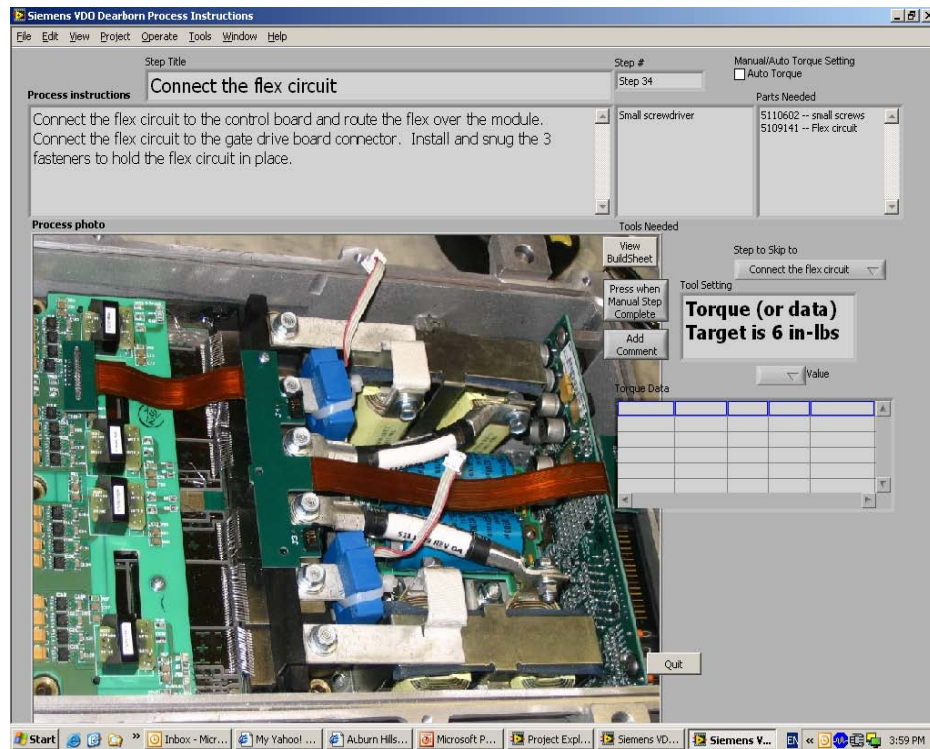 Siemens VDO Dearborn Process Instructions
File Edit View Project Operate Tools Window Help
Step Title
Connect the flex circuit
Step #
Step 34
Manual/Auto Torque Setting
Auto Torque
Process instructions
Connect the flex circuit to the control board and route the flex over the module.
Connect the flex circuit to the gate drive board connector. Install and snug the 3
fasteners to hold the flex circuit in place.
Small screwdriver
Parts Needed
5110602 -- small screws
5109141 -- Flex circuit
Process photo
Tools Needed
View
BuildSheet
Press when
Manual Step
Complete
Add
Comment
Step to Skip to
Connect the flex circuit
Tool Setting
Torque (or data)
Target is 6 in-lbs
Value
Torque Data
J4
J3
REV 04
Quit
Start
»
Inbox - Micr...
My Yahoo! ...
Auburn Hills...
Microsoft P...
Project Expl...
Siemens VD...
Siemens V...
EN
«
3:59 PM